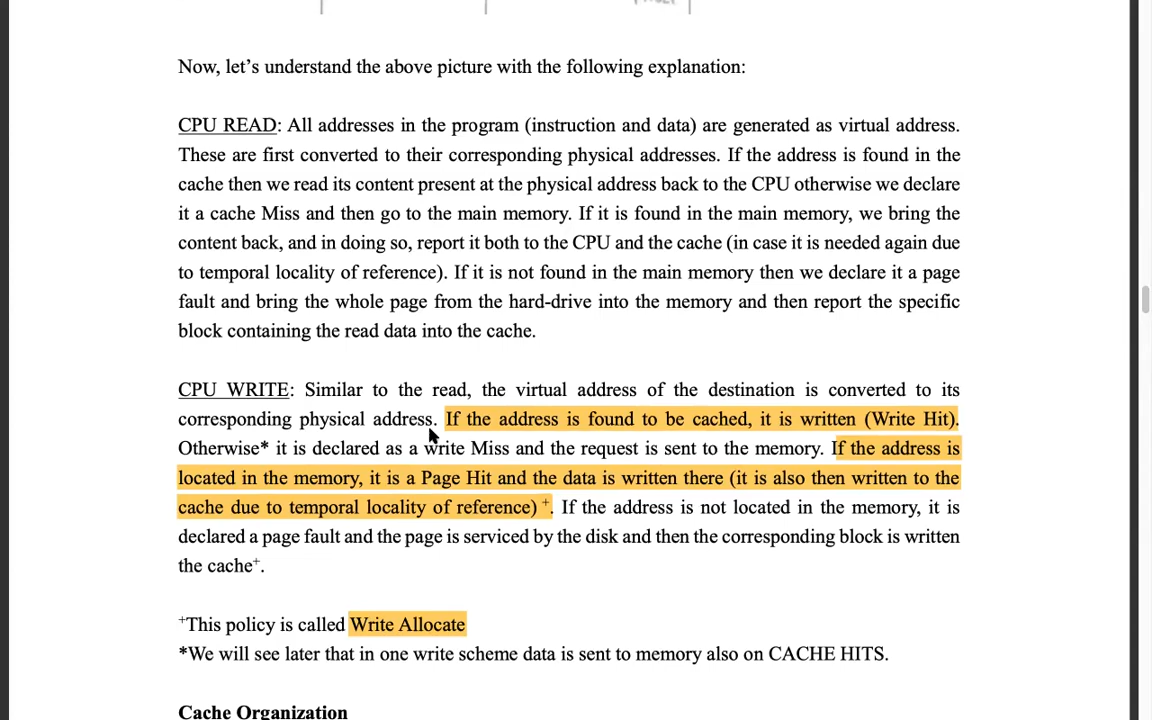 Now, let’s understand the above picture with the following explanation:
CPU READ: All addresses in the program (instruction and data) are generated as virtual address.
These are first converted to their corresponding physical addresses. If the address is found in the
cache then we read its content present at the physical address back to the CPU otherwise we declare
it a cache Miss and then go to the main memory. If it is found in the main memory, we bring the
content back, and in doing so, report it both to the CPU and the cache (in case it is needed again due
to temporal locality of reference). If it is not found in the main memory then we declare it a page
fault and bring the whole page from the hard-drive into the memory and then report the specific
block containing the read data into the cache.
CPU WRITE: Similar to the read, the virtual address of the destination is converted to its
corresponding physical address. If the address is found to be cached, it is written (Write Hit).
Otherwise* it is declared as a write Miss and the request is sent to the memory. If the address is
located in the memory, it is a Page Hit and the data is written there (it is also then written to the
cache due to temporal locality of reference) +. If the address is not located in the memory, it is
declared a page fault and the page is serviced by the disk and then the corresponding block is written
the cache+.
+This policy is called Write Allocate
*We will see later that in one write scheme data is sent to memory also on CACHE HITS.
Cache Organization